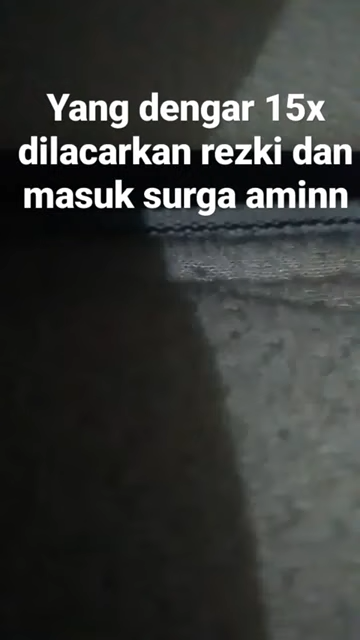 Yang dengar 15x
dilacarkan rezki dan
masuk surga aminn